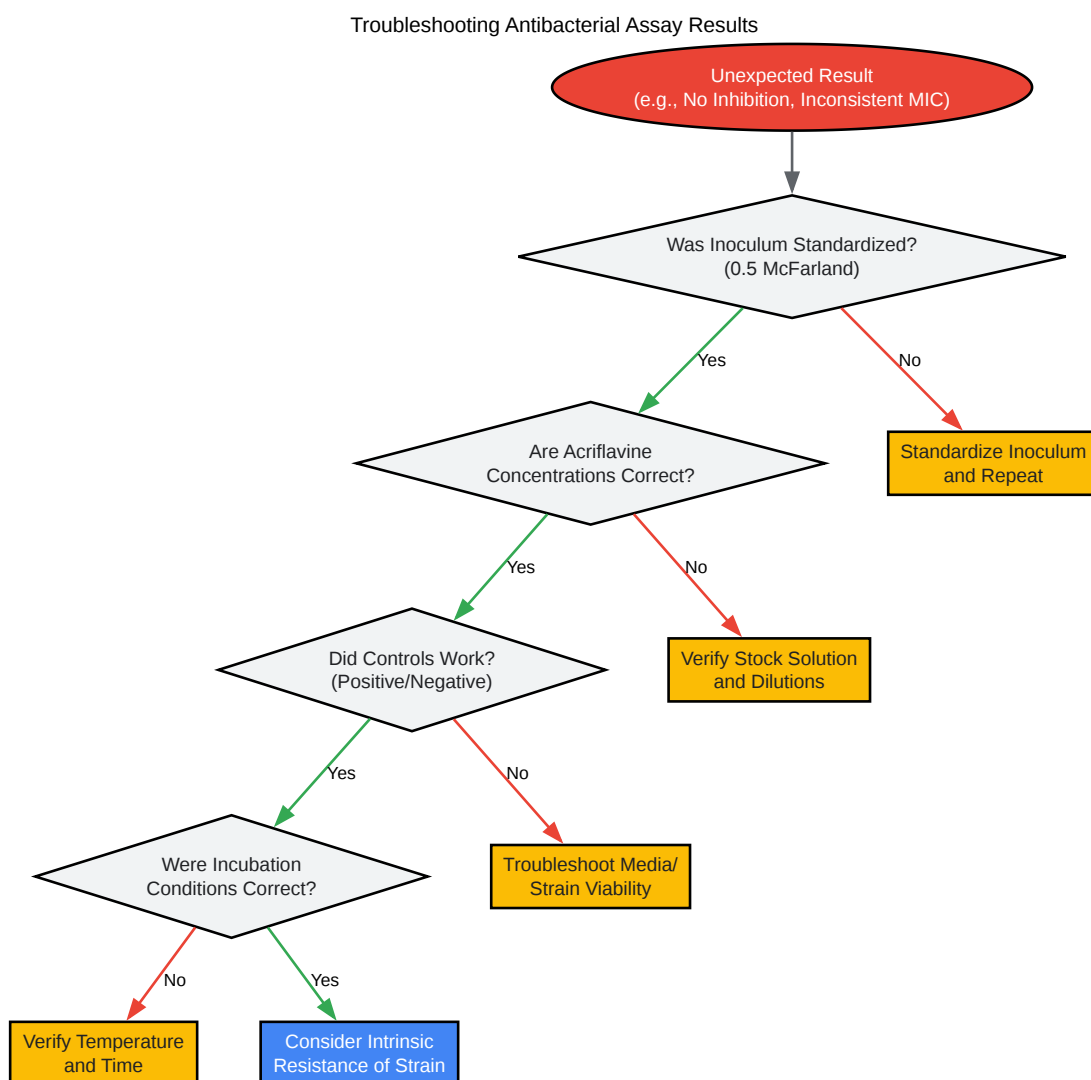 Troubleshooting Antibacterial Assay Results
Unexpected Result
(e.g., No Inhibition, Inconsistent MIC)
Was Inoculum Standardized?
(0.5 McFarland)
Yes
No
Are Acriflavine
Concentrations Correct?
Standardize Inoculum
and Repeat
Yes
No
Did Controls Work?
(Positive/Negative)
Verify Stock Solution
and Dilutions
Yes
No
Were Incubation
Conditions Correct?
Troubleshoot Media/
Strain Viability
No
Yes
Verify Temperature
and Time
Consider Intrinsic
Resistance of Strain